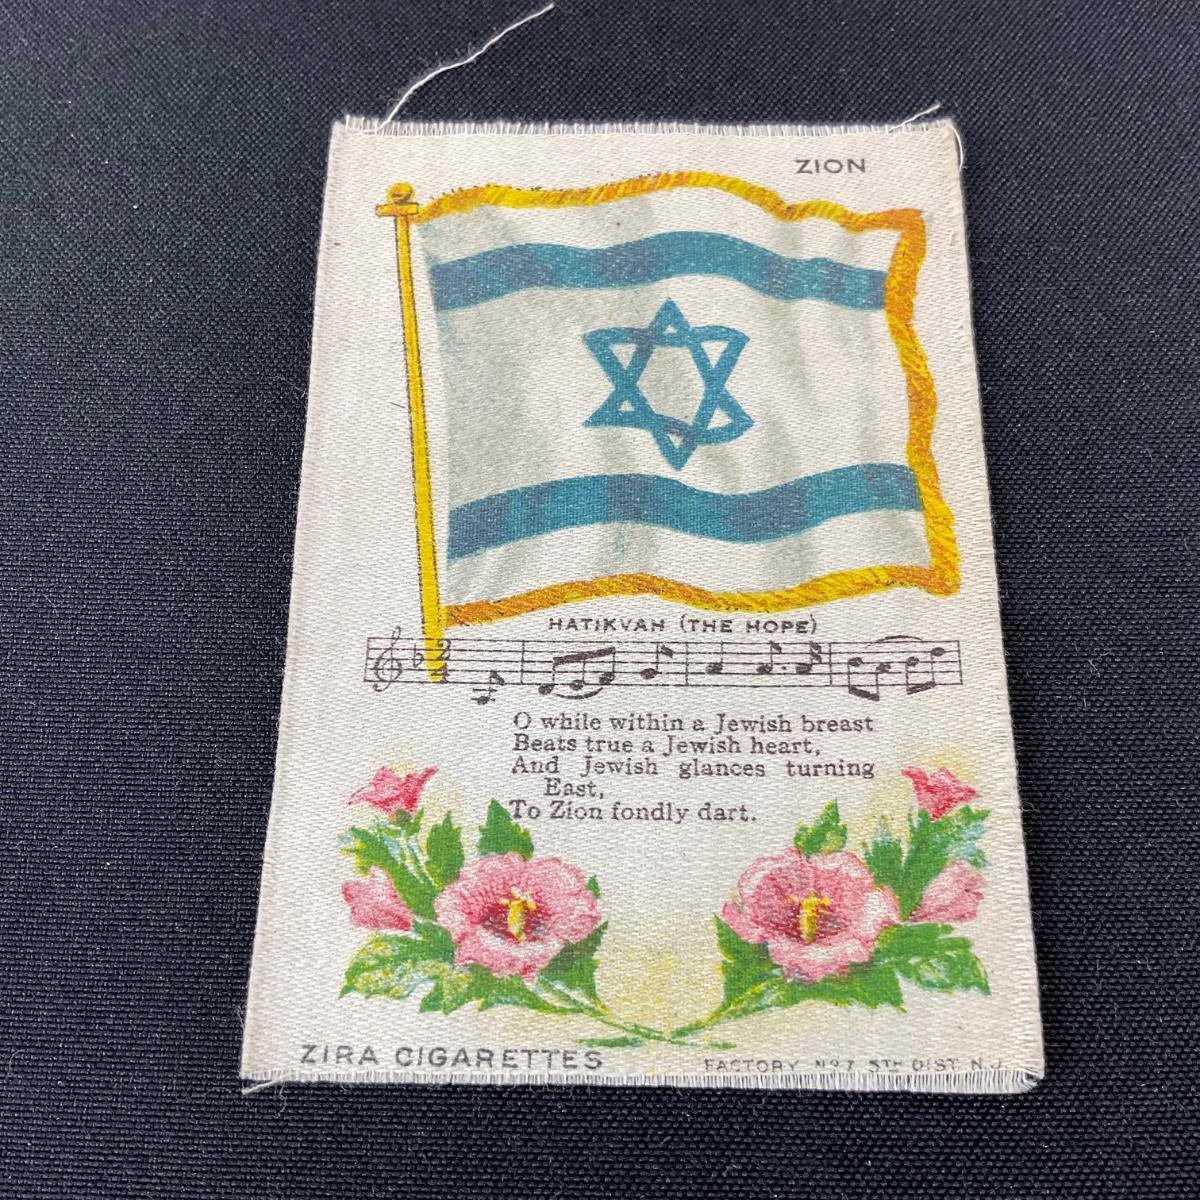 ZION
HATIKVAH (THE HOPE)
O while within a Jewish breast
Beats true a Jewish heart,
And Jewish glances turning
East,
To Zion fondly dart.
ZIRA CIGARETTES
FACTORY Nº 7 5TH DIST. N.J.